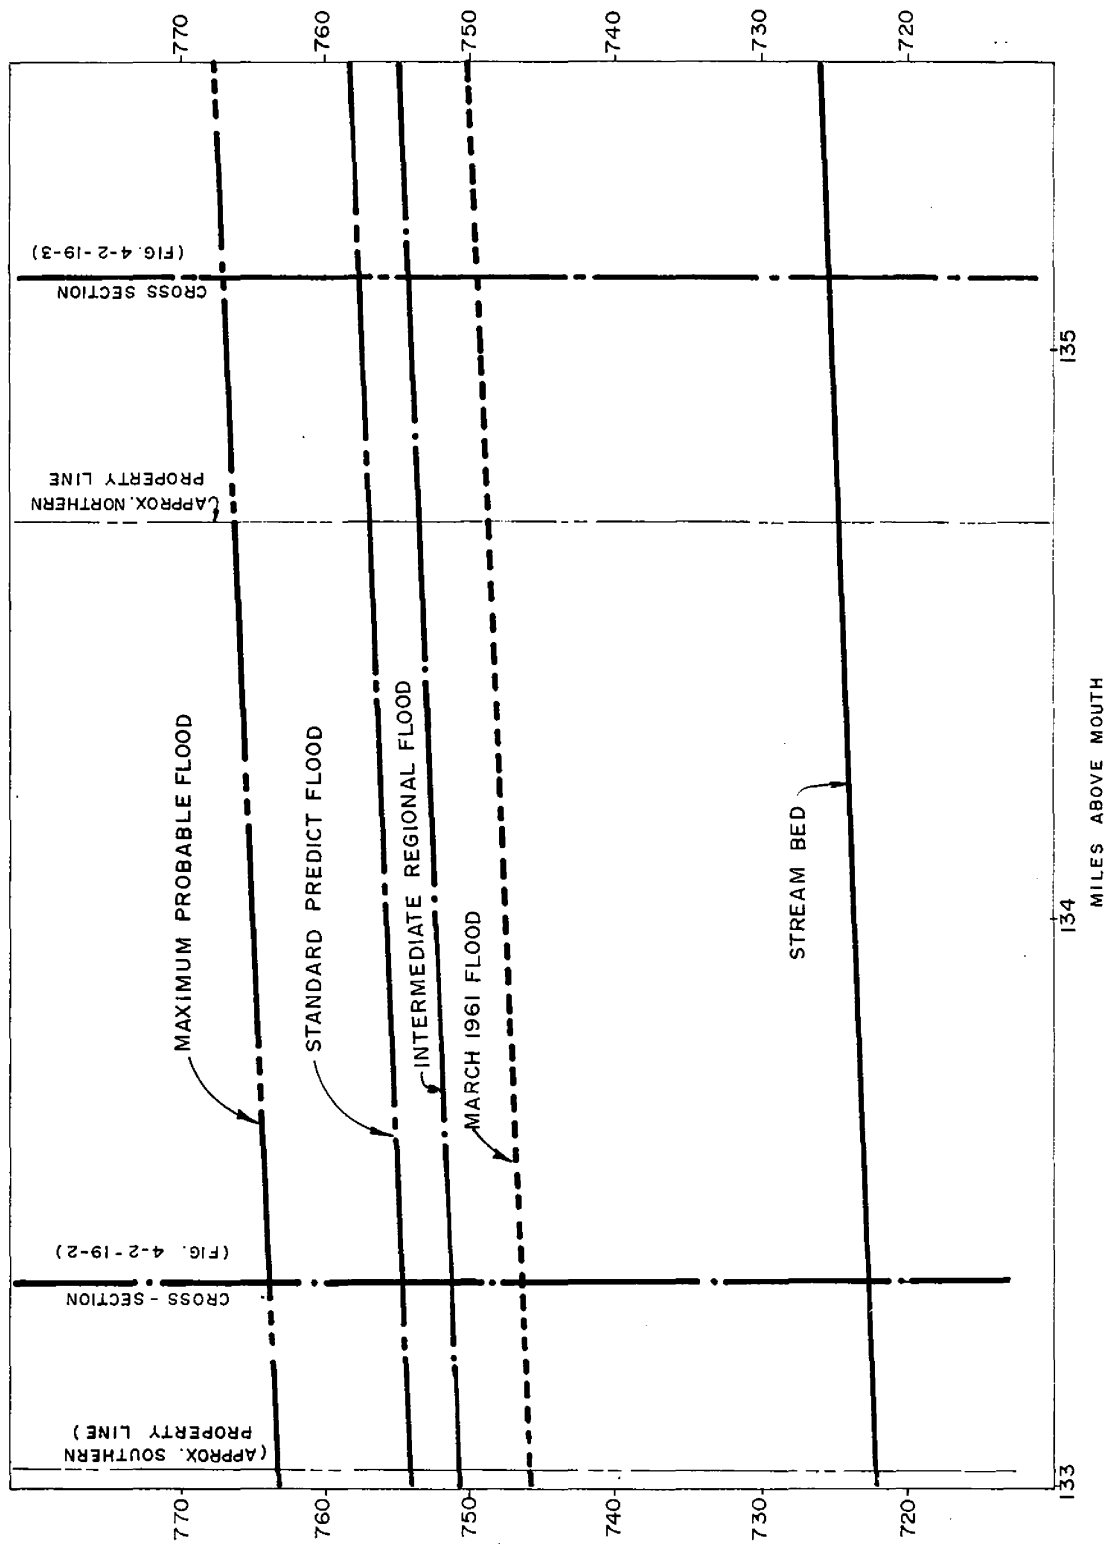 770
760
750
740
730
720
(APPROX. SOUTHERN
PROPERTY LINE)
CROSS - SECTION
(FIG. 4-2-19-2)
(APPROX. NORTHERN
PROPERTY LINE
CROSS SECTION
(FIG. 4-2-19-3)
MAXIMUM PROBABLE FLOOD
STANDARD PREDICT FLOOD
INTERMEDIATE REGIONAL FLOOD
MARCH 1961 FLOOD
STREAM BED
770
760
750
740
730
720
133
134
135
MILES ABOVE MOUTH